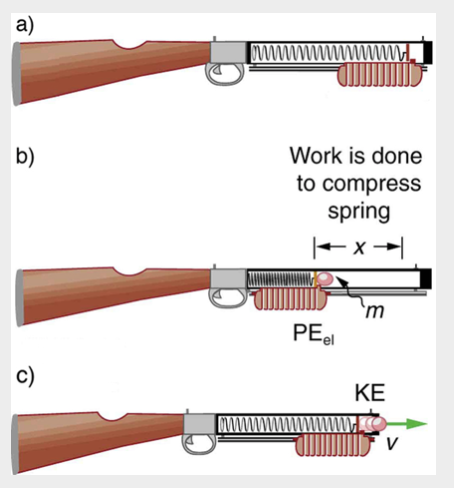 a)
b)
Work is done
to compress
spring
x
m
PEel
c)
KE
v